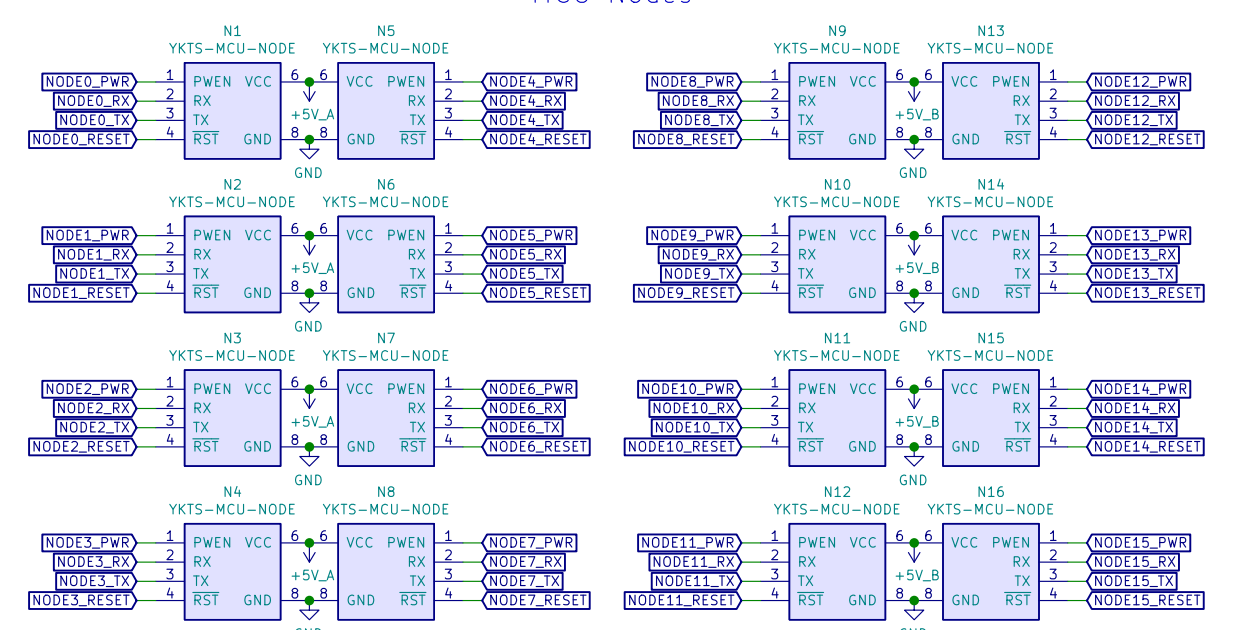 MCU Nodes
N1 N5 N9 N13
YKTS-MCU-NODE YKTS-MCU-NODE YKTS-MCU-NODE YKTS-MCU-NODE
NODE0_PWR 1 PWEN VCC 6 6 VCC PWEN 1 NODE4_PWR NODE8_PWR 1 PWEN VCC 6 6 VCC PWEN 1 NODE12_PWR
NODE0_RX 2 RX RX 2 NODE4_RX NODE8_RX 2 RX RX 2 NODE12_RX
NODE0_TX 3 TX +5V_A TX 3 NODE4_TX NODE8_TX 3 TX +5V_B TX 3 NODE12_TX
NODE0_RESET 4 RST GND 8 8 GND RST 4 NODE4_RESET NODE8_RESET 4 RST GND 8 8 GND RST 4 NODE12_RESET
GND GND
N2 N6 N10 N14
YKTS-MCU-NODE YKTS-MCU-NODE YKTS-MCU-NODE YKTS-MCU-NODE
NODE1_PWR 1 PWEN VCC 6 6 VCC PWEN 1 NODE5_PWR NODE9_PWR 1 PWEN VCC 6 6 VCC PWEN 1 NODE13_PWR
NODE1_RX 2 RX RX 2 NODE5_RX NODE9_RX 2 RX RX 2 NODE13_RX
NODE1_TX 3 TX +5V_A TX 3 NODE5_TX NODE9_TX 3 TX +5V_B TX 3 NODE13_TX
NODE1_RESET 4 RST GND 8 8 GND RST 4 NODE5_RESET NODE9_RESET 4 RST GND 8 8 GND RST 4 NODE13_RESET
GND GND
N3 N7 N11 N15
YKTS-MCU-NODE YKTS-MCU-NODE YKTS-MCU-NODE YKTS-MCU-NODE
NODE2_PWR 1 PWEN VCC 6 6 VCC PWEN 1 NODE6_PWR NODE10_PWR 1 PWEN VCC 6 6 VCC PWEN 1 NODE14_PWR
NODE2_RX 2 RX RX 2 NODE6_RX NODE10_RX 2 RX RX 2 NODE14_RX
NODE2_TX 3 TX +5V_A TX 3 NODE6_TX NODE10_TX 3 TX +5V_B TX 3 NODE14_TX
NODE2_RESET 4 RST GND 8 8 GND RST 4 NODE6_RESET NODE10_RESET 4 RST GND 8 8 GND RST 4 NODE14_RESET
GND GND
N4 N8 N12 N16
YKTS-MCU-NODE YKTS-MCU-NODE YKTS-MCU-NODE YKTS-MCU-NODE
NODE3_PWR 1 PWEN VCC 6 6 VCC PWEN 1 NODE7_PWR NODE11_PWR 1 PWEN VCC 6 6 VCC PWEN 1 NODE15_PWR
NODE3_RX 2 RX RX 2 NODE7_RX NODE11_RX 2 RX RX 2 NODE15_RX
NODE3_TX 3 TX +5V_A TX 3 NODE7_TX NODE11_TX 3 TX +5V_B TX 3 NODE15_TX
NODE3_RESET 4 RST GND 8 8 GND RST 4 NODE7_RESET NODE11_RESET 4 RST GND 8 8 GND RST 4 NODE15_RESET
GND GND